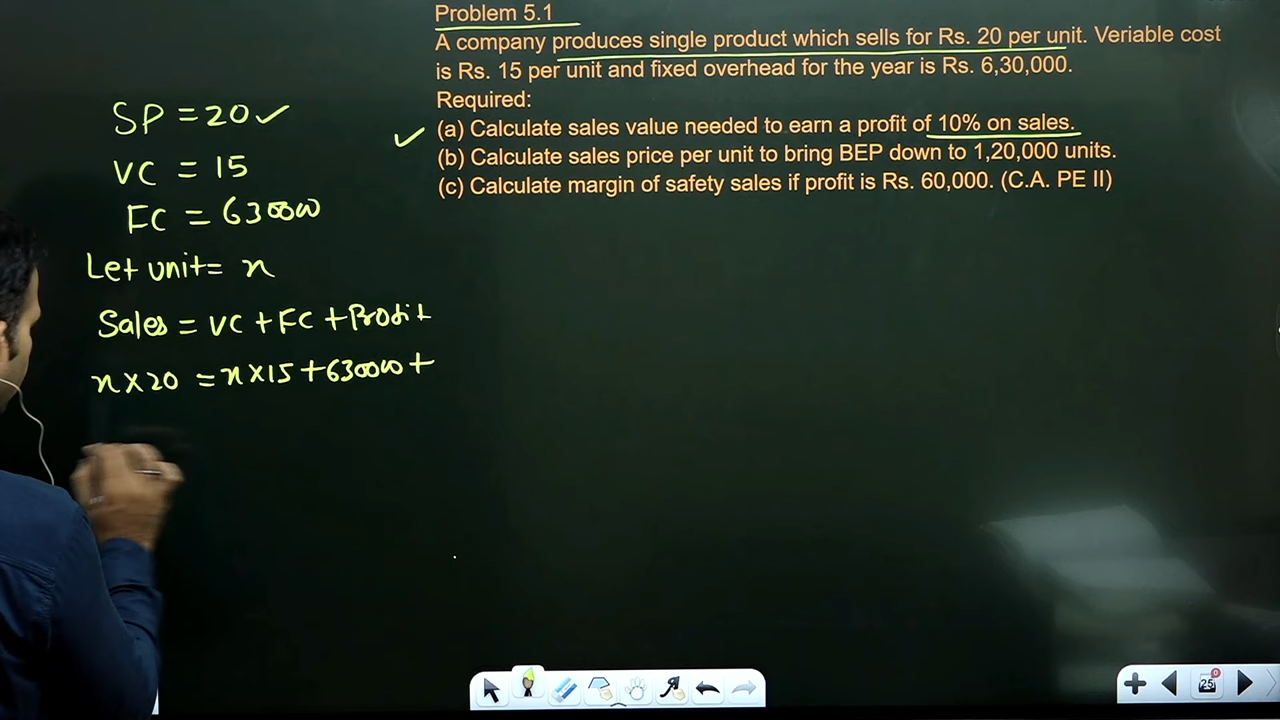 Problem 5.1
A company produces single product which sells for Rs. 20 per unit. Veriable cost
is Rs. 15 per unit and fixed overhead for the year is Rs. 6,30,000.
Required:
(a) Calculate sales value needed to earn a profit of 10% on sales.
(b) Calculate sales price per unit to bring BEP down to 1,20,000 units.
(c) Calculate margin of safety sales if profit is Rs. 60,000. (C.A. PE II)
SP = 20 ✓
VC = 15
FC = 630000
Let unit = x
Sales = VC + FC + Profit
x × 20 = x × 15 + 630000 +
25
0